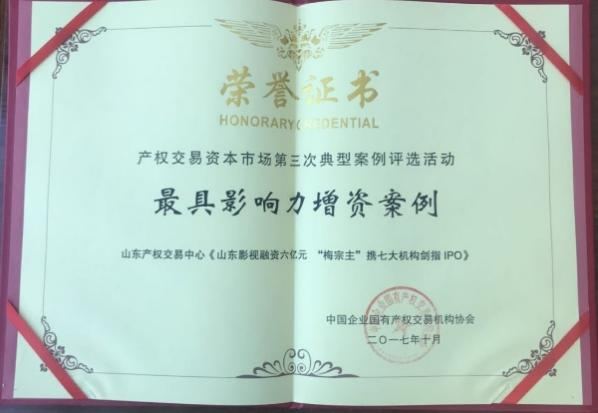 荣誉证书
HONORARY CREDENTIAL
产权交易资本市场第三次典型案例评选活动
最具影响力增资案例
山东产权交易中心《山东影视融资六亿元 “梅宗主”携七大机构剑指IPO》
中国企业国有产权交易机构协会
二〇一七年十月